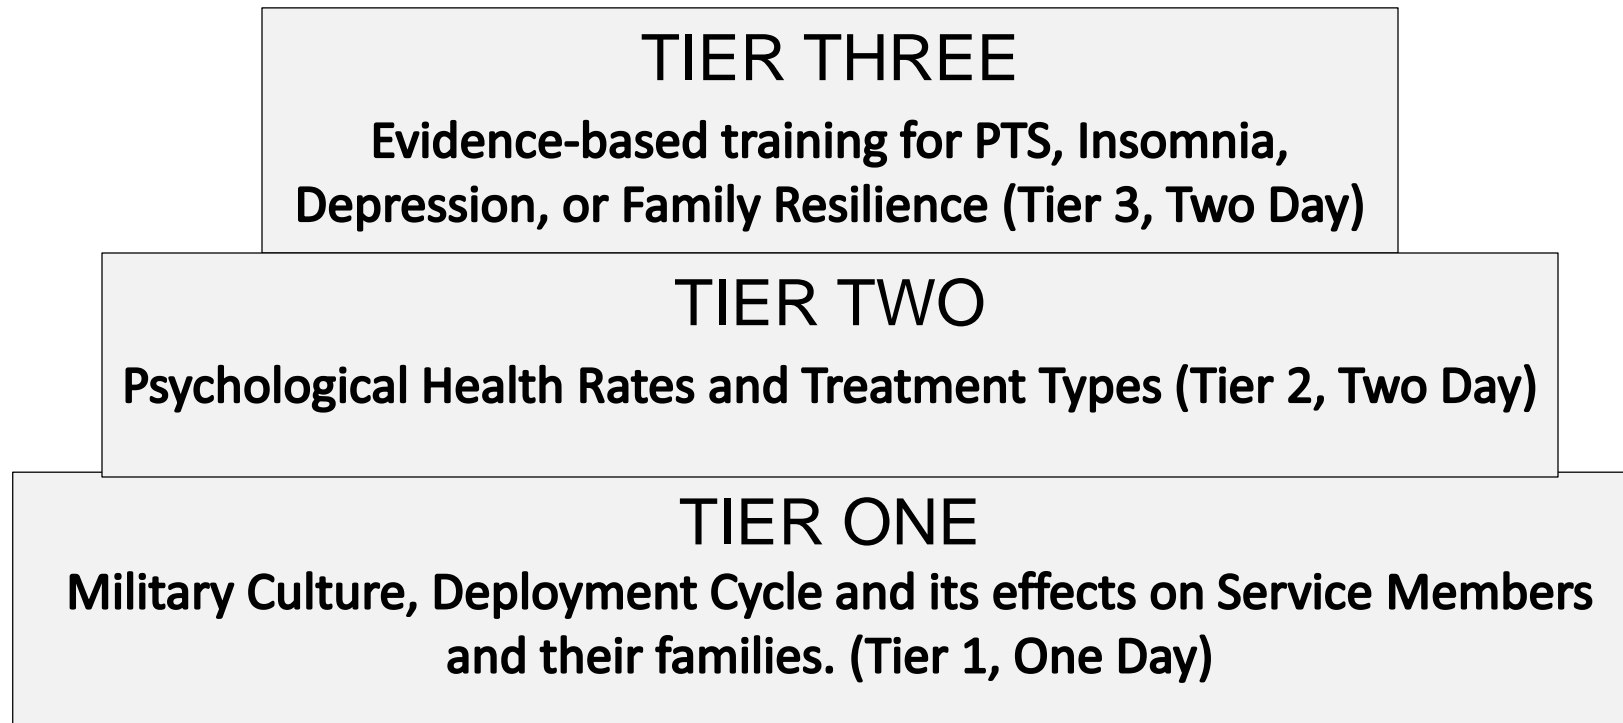 TIER THREE
Evidence-based training for PTS, Insomnia,
Depression, or Family Resilience (Tier 3, Two Day)
TIER TWO
Psychological Health Rates and Treatment Types (Tier 2, Two Day)
TIER ONE
Military Culture, Deployment Cycle and its effects on Service Members
and their families. (Tier 1, One Day)